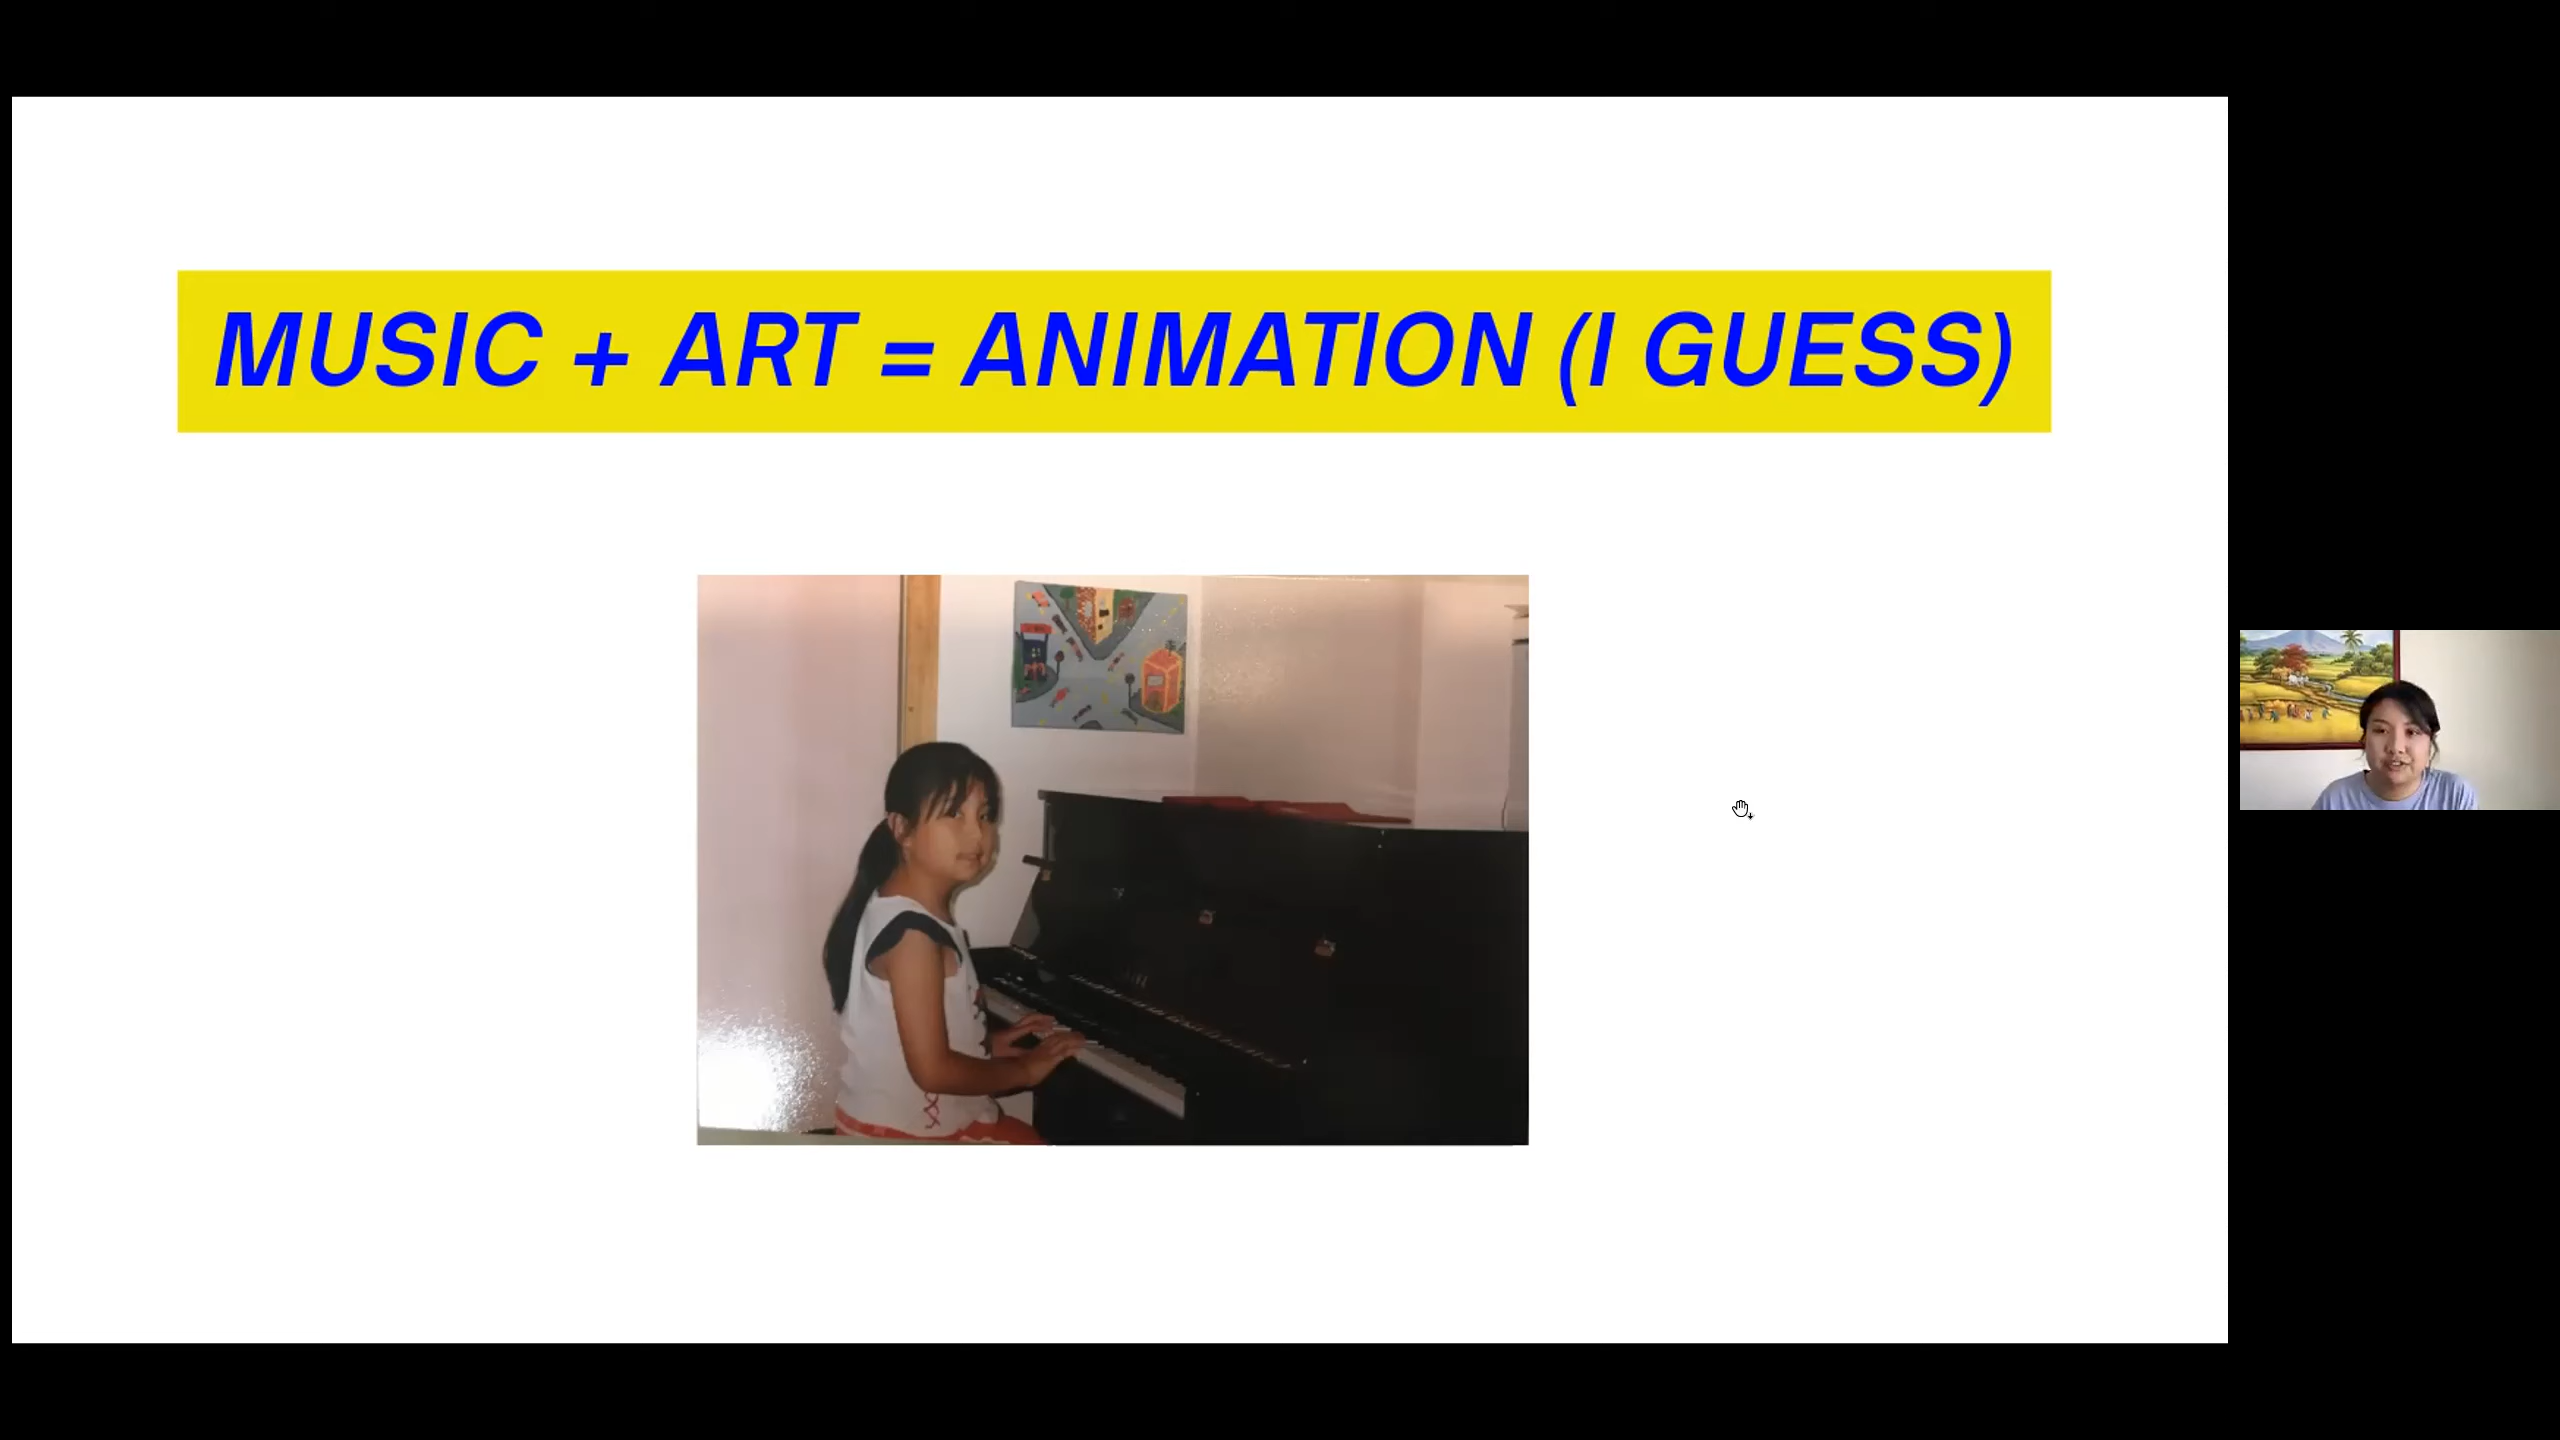 MUSIC + ART = ANIMATION (I GUESS)